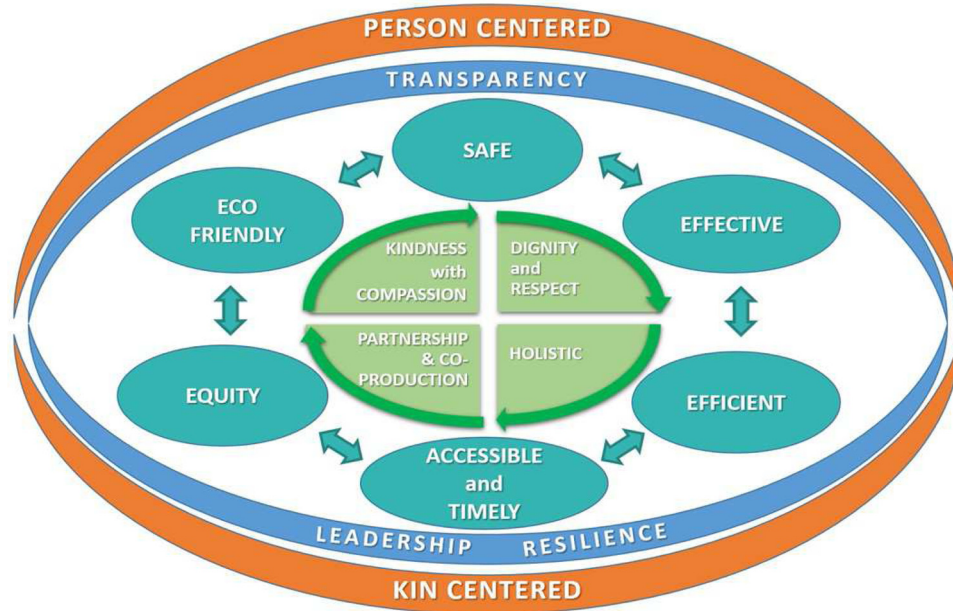 PERSON CENTERED
TRANSPARENCY
SAFE
ECO
FRIENDLY
EFFECTIVE
KINDNESS
with
COMPASSION
DIGNITY
and
RESPECT
PARTNERSHIP
& CO-
PRODUCTION
HOLISTIC
EQUITY
EFFICIENT
ACCESSIBLE
and
TIMELY
LEADERSHIP RESILIENCE
KIN CENTERED